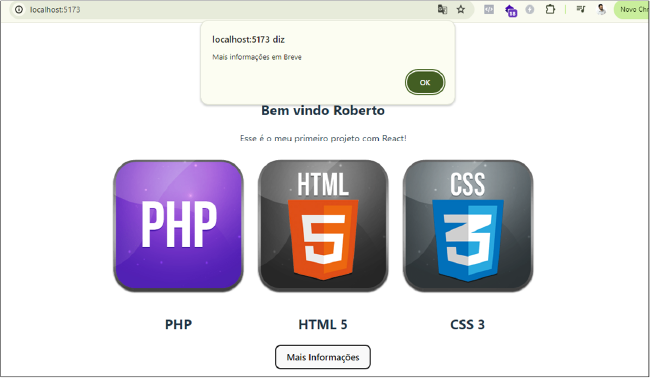 localhost:5173
Novo Chr
18
localhost:5173 diz
Mais informações em Breve
OK
Bem vindo Roberto
Esse é o meu primeiro projeto com React!
PHP
HTML
5
CSS
3
PHP
HTML 5
CSS 3
Mais Informações